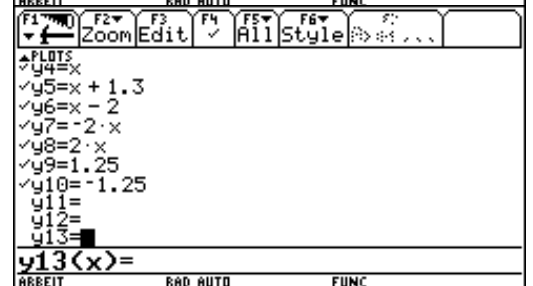 ARBEIT RAD AUTO FUNC
F1 F2▾ Zoom F3 Edit F4 ✓ F5▾ All F6▾ Style F7
▴PLOTS
✓y4=x
✓y5=x + 1.3
✓y6=x - 2
✓y7=-2·x
✓y8=2·x
✓y9=1.25
✓y10=-1.25
y11=
y12=
y13=
y13(x)=
ARBEIT RAD AUTO FUNC